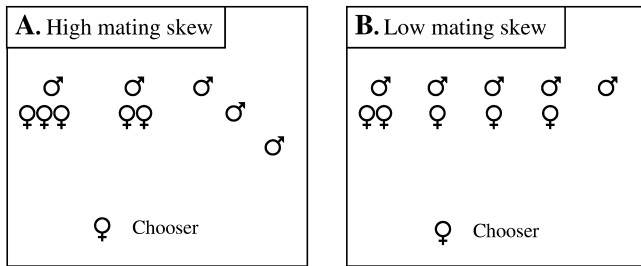 A. High mating skew
♂ ♂ ♂
♀♀♀ ♀♀ ♂
♂
♀ Chooser
B. Low mating skew
♂ ♂ ♂ ♂ ♂
♀♀ ♀ ♀ ♀
♀ Chooser